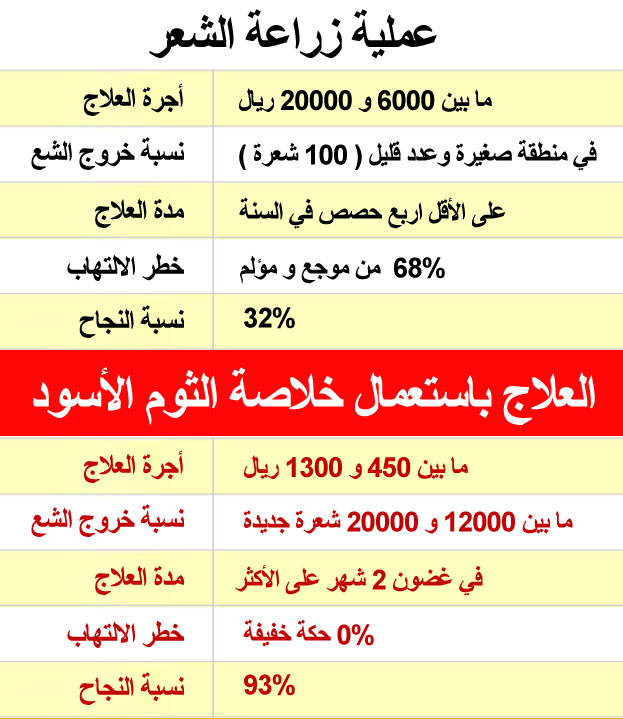 عملية زراعة الشعر
أجرة العلاج ما بين 6000 و 20000 ريال
نسبة خروج الشع في منطقة صغيرة وعدد قليل ( 100 شعرة )
مدة العلاج على الأقل اربع حصص في السنة
خطر الالتهاب 68% من موجع و مؤلم
نسبة النجاح 32%
العلاج باستعمال خلاصة الثوم الأسود
أجرة العلاج ما بين 450 و 1300 ريال
نسبة خروج الشع ما بين 12000 و 20000 شعرة جديدة
مدة العلاج في غضون 2 شهر على الأكثر
خطر الالتهاب 0% حكة خفيفة
نسبة النجاح 93%